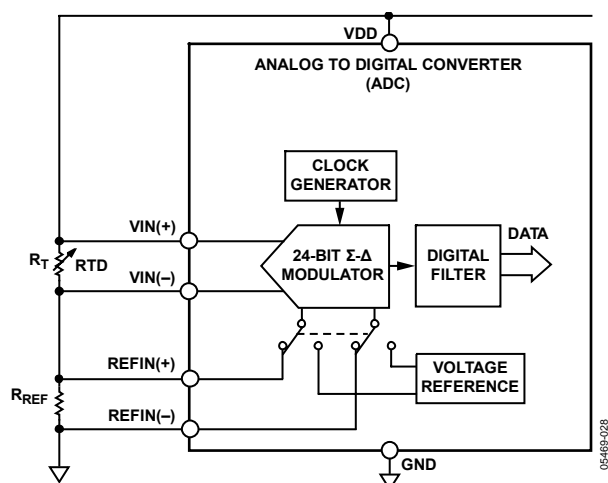 VDD
ANALOG TO DIGITAL CONVERTER
(ADC)
CLOCK
GENERATOR
VIN(+)
RT
RTD
VIN(–)
24-BIT Σ-Δ
MODULATOR
DIGITAL
FILTER
DATA
REFIN(+)
RREF
REFIN(–)
VOLTAGE
REFERENCE
GND
05469-028